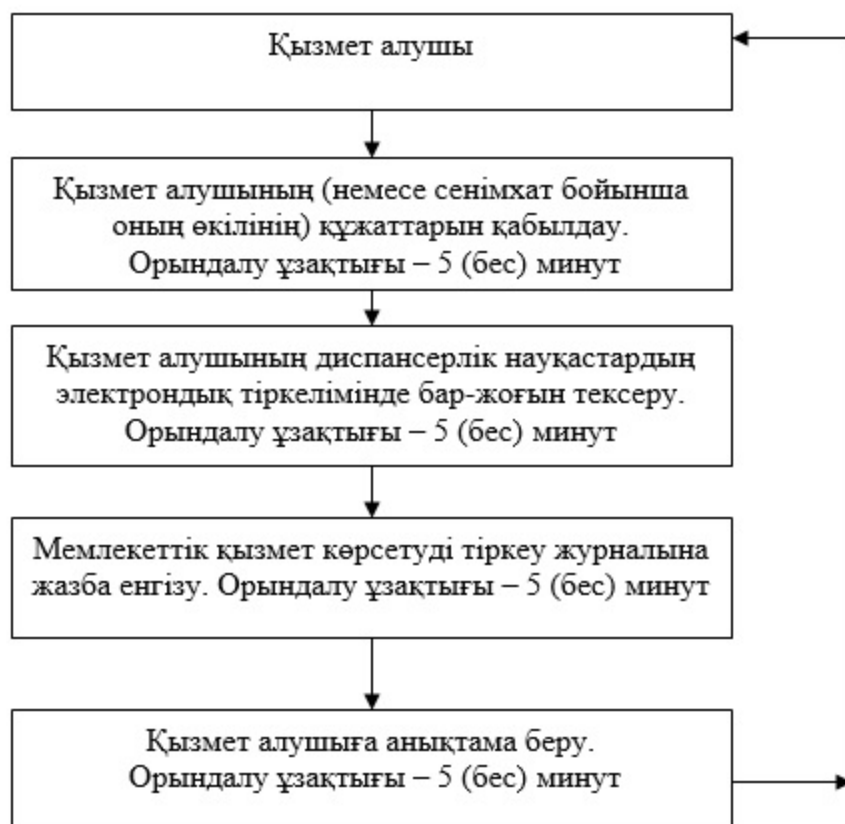 Қызмет алушы
Қызмет алушының (немесе сенімхат бойынша
оның өкілінің) құжаттарын қабылдау.
Орындалу ұзақтығы – 5 (бес) минут
Қызмет алушының диспансерлік науқастардың
электрондық тіркелімінде бар-жоғын тексеру.
Орындалу ұзақтығы – 5 (бес) минут
Мемлекеттік қызмет көрсетуді тіркеу журналына
жазба енгізу. Орындалу ұзақтығы – 5 (бес) минут
Қызмет алушыға анықтама беру.
Орындалу ұзақтығы – 5 (бес) минут